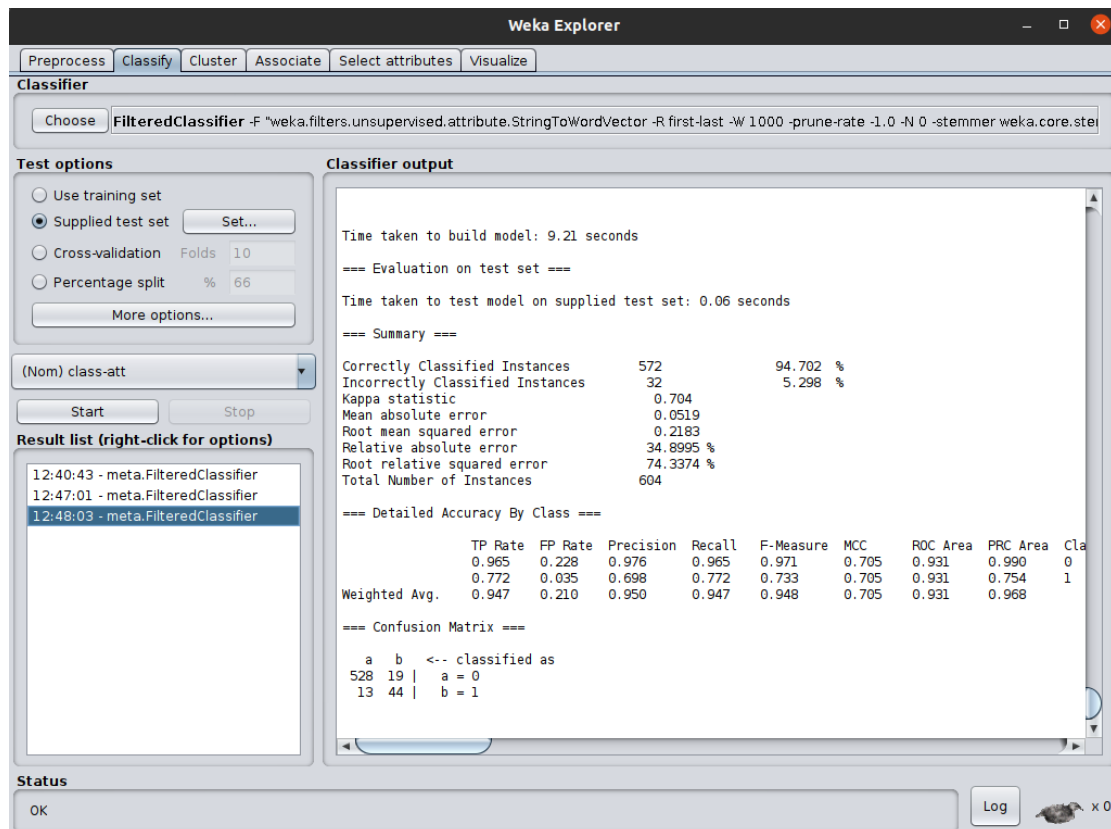 Weka Explorer
Preprocess Classify Cluster Associate Select attributes Visualize
Classifier
Choose FilteredClassifier -F "weka.filters.unsupervised.attribute.StringToWordVector -R first-last -W 1000 -prune-rate -1.0 -N 0 -stemmer weka.core.ste
Test options
Use training set
Supplied test set Set...
Cross-validation Folds 10
Percentage split % 66
More options...
(Nom) class-att
Start Stop
Result list (right-click for options)
12:40:43 - meta.FilteredClassifier
12:47:01 - meta.FilteredClassifier
12:48:03 - meta.FilteredClassifier
Classifier output
Time taken to build model: 9.21 seconds
=== Evaluation on test set ===
Time taken to test model on supplied test set: 0.06 seconds
=== Summary ===
Correctly Classified Instances 572 94.702 %
Incorrectly Classified Instances 32 5.298 %
Kappa statistic 0.704
Mean absolute error 0.0519
Root mean squared error 0.2183
Relative absolute error 34.8995 %
Root relative squared error 74.3374 %
Total Number of Instances 604
=== Detailed Accuracy By Class ===
TP Rate FP Rate Precision Recall F-Measure MCC ROC Area PRC Area Cla
0.965 0.228 0.976 0.965 0.971 0.705 0.931 0.990 0
0.772 0.035 0.698 0.772 0.733 0.705 0.931 0.754 1
Weighted Avg. 0.947 0.210 0.950 0.947 0.948 0.705 0.931 0.968
=== Confusion Matrix ===
a b <-- classified as
528 19 | a = 0
13 44 | b = 1
Status
OK
Log x 0